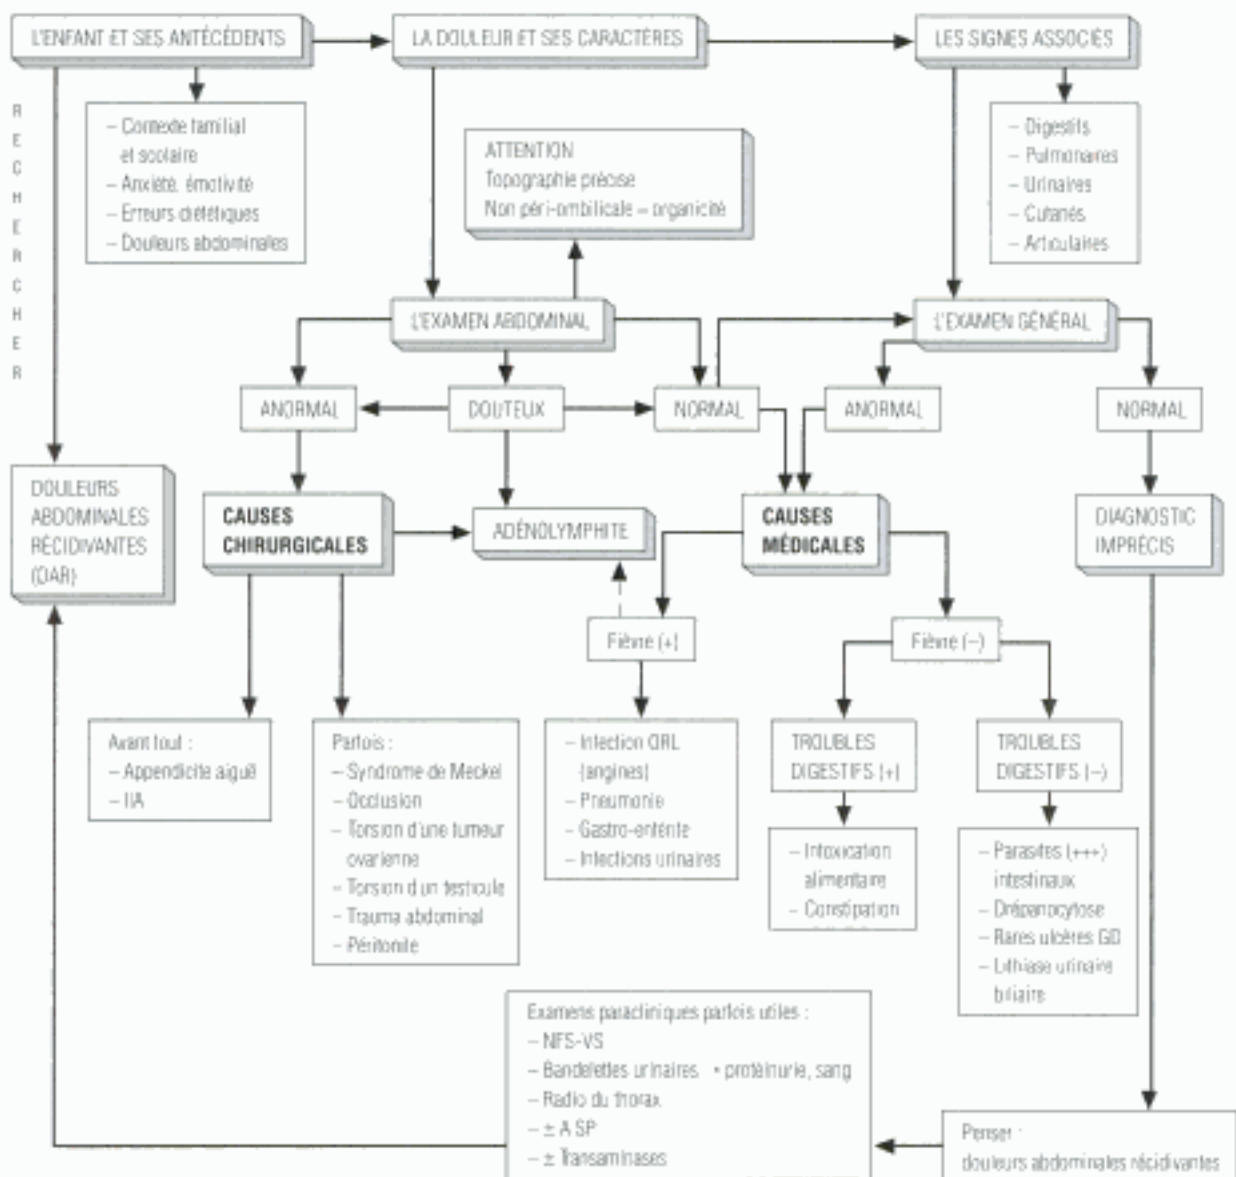 L'ENFANT ET SES ANTÉCÉDENTS
LA DOULEUR ET SES CARACTÈRES
LES SIGNES ASSOCIÉS
RECHERCHER
– Contexte familial
et scolaire
– Anxiété, émotivité
– Erreurs diététiques
– Douleurs abdominales
ATTENTION
Topographie précise
Non péri-ombilicale = organicité
– Digestifs
– Pulmonaires
– Urinaires
– Cutanés
– Articulaires
L'EXAMEN ABDOMINAL
L'EXAMEN GÉNÉRAL
ANORMAL
DOUTEUX
NORMAL
ANORMAL
NORMAL
DOULEURS
ABDOMINALES
RÉCIDIVANTES
(DAR)
CAUSES
CHIRURGICALES
ADÉNOLYMPHITE
CAUSES
MÉDICALES
DIAGNOSTIC
IMPRÉCIS
Fièvre (+)
Fièvre (–)
Avant tout :
– Appendicite aiguë
– IIA
Parfois :
– Syndrome de Meckel
– Occlusion
– Torsion d'une tumeur
ovarienne
– Torsion d'un testicule
– Trauma abdominal
– Péritonite
– Infection ORL
(angines)
– Pneumonie
– Gastro-entérite
– Infections urinaires
TROUBLES
DIGESTIFS (+)
TROUBLES
DIGESTIFS (–)
– Intoxication
alimentaire
– Constipation
– Parasites (+++)
intestinaux
– Drépanocytose
– Rares ulcères GD
– Lithiase urinaire
biliaire
Examens paracliniques parfois utiles :
– NFS-VS
– Bandelettes urinaires • protéinurie, sang
– Radio du thorax
– ± A SP
– ± Transaminases
Penser :
douleurs abdominales récidivantes